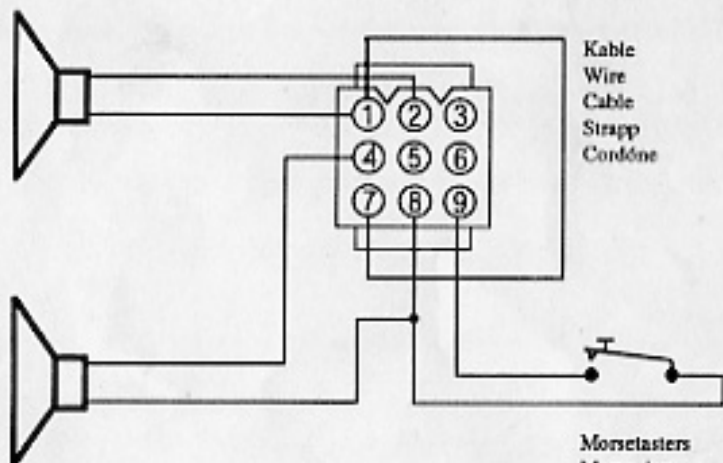 1 2 3
4 5 6
7 8 9
Kable
Wire
Cable
Strapp
Cordóne
Morsetasters